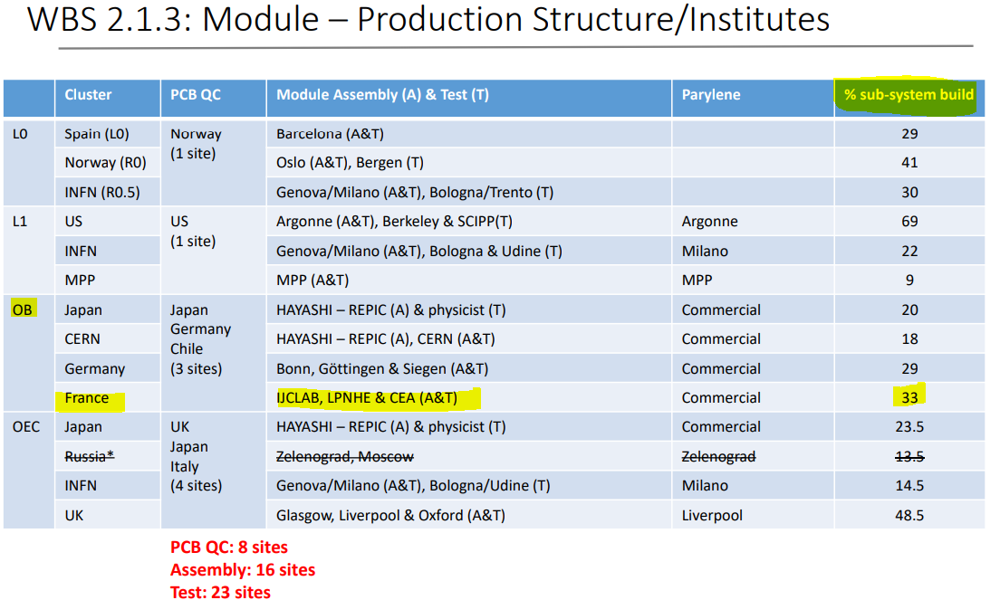 WBS 2.1.3: Module – Production Structure/Institutes
Cluster PCB QC Module Assembly (A) & Test (T) Parylene % sub-system build
L0 Spain (L0) Norway Barcelona (A&T) 29
(1 site)
Norway (R0) Oslo (A&T), Bergen (T) 41
INFN (R0.5) Genova/Milano (A&T), Bologna/Trento (T) 30
L1 US US Argonne (A&T), Berkeley & SCIPP(T) Argonne 69
(1 site)
INFN Genova/Milano (A&T), Bologna & Udine (T) Milano 22
MPP MPP (A&T) MPP 9
OB Japan Japan HAYASHI – REPIC (A) & physicist (T) Commercial 20
Germany
CERN Chile HAYASHI – REPIC (A), CERN (A&T) Commercial 18
Germany (3 sites) Bonn, Göttingen & Siegen (A&T) Commercial 29
France IJCLAB, LPNHE & CEA (A&T) Commercial 33
OEC Japan UK HAYASHI – REPIC (A) & physicist (T) Commercial 23.5
Japan
Russia* Italy Zelenograd, Moscow Zelenograd 13.5
INFN (4 sites) Genova/Milano (A&T), Bologna/Udine (T) Milano 14.5
UK Glasgow, Liverpool & Oxford (A&T) Liverpool 48.5
PCB QC: 8 sites
Assembly: 16 sites
Test: 23 sites